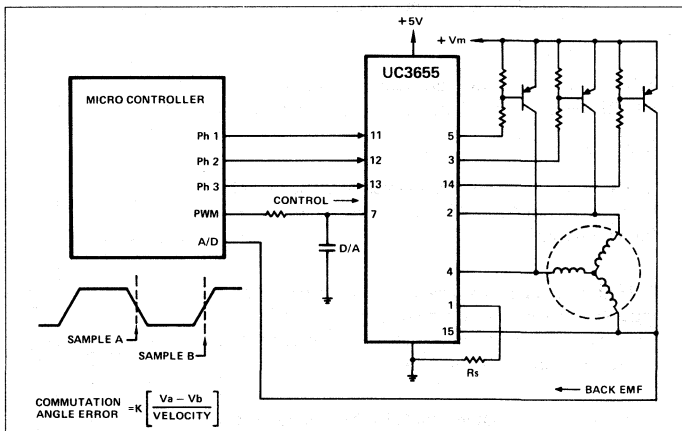 +5V
+ Vm
UC3655
MICRO CONTROLLER
Ph 1
11
5
Ph 2
12
3
Ph 3
13
14
CONTROL
PWM
7
2
A/D
D/A
4
1
15
SAMPLE A
SAMPLE B
Rs
BACK EMF
COMMUTATION
ANGLE ERROR = K [ Va – Vb / VELOCITY ]